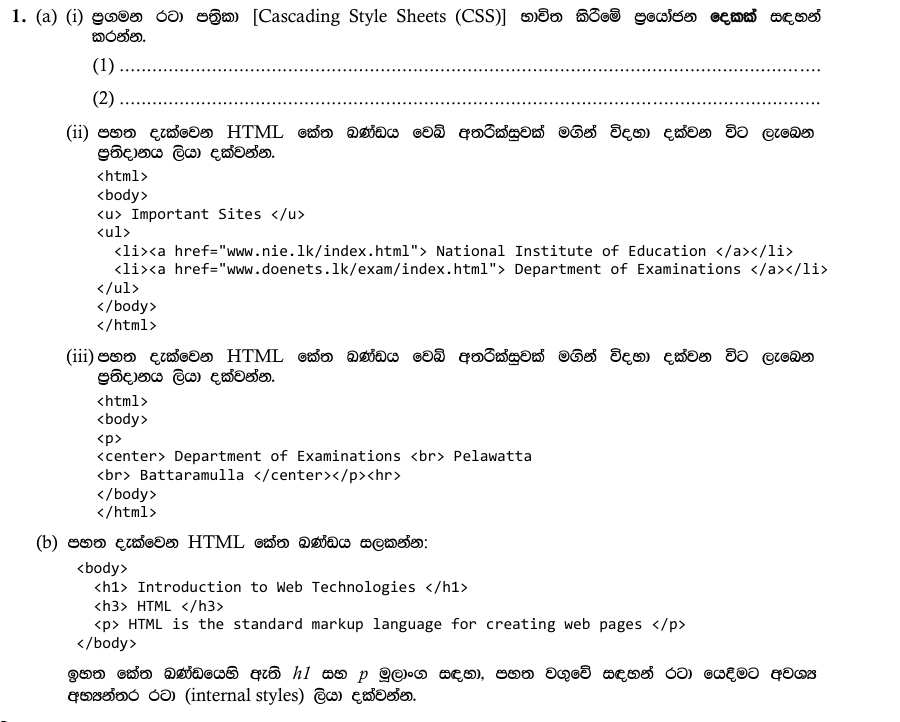 1. (a) (i) ප්‍රගමන රටා පත්‍රිකා [Cascading Style Sheets (CSS)] භාවිත කිරීමේ ප්‍රයෝජන දෙකක් සඳහන්
කරන්න.
(1) ........................................................................................................................................
(2) ........................................................................................................................................
(ii) පහත දැක්වෙන HTML කේත ඛණ්ඩය වෙබ් අතරික්සුවක් මගින් විදහා දක්වන විට ලැබෙන
ප්‍රතිදානය ලියා දක්වන්න.
<html>
<body>
<u> Important Sites </u>
<ul>
<li><a href="www.nie.lk/index.html"> National Institute of Education </a></li>
<li><a href="www.doenets.lk/exam/index.html"> Department of Examinations </a></li>
</ul>
</body>
</html>
(iii) පහත දැක්වෙන HTML කේත ඛණ්ඩය වෙබ් අතරික්සුවක් මගින් විදහා දක්වන විට ලැබෙන
ප්‍රතිදානය ලියා දක්වන්න.
<html>
<body>
<p>
<center> Department of Examinations <br> Pelawatta
<br> Battaramulla </center></p><hr>
</body>
</html>
(b) පහත දැක්වෙන HTML කේත ඛණ්ඩය සලකන්න:
<body>
<h1> Introduction to Web Technologies </h1>
<h3> HTML </h3>
<p> HTML is the standard markup language for creating web pages </p>
</body>
ඉහත කේත ඛණ්ඩයෙහි ඇති h1 සහ p මූලාංග සඳහා, පහත වගුවේ සඳහන් රටා යෙදීමට අවශ්‍ය
අභ්‍යන්තර රටා (internal styles) ලියා දක්වන්න.